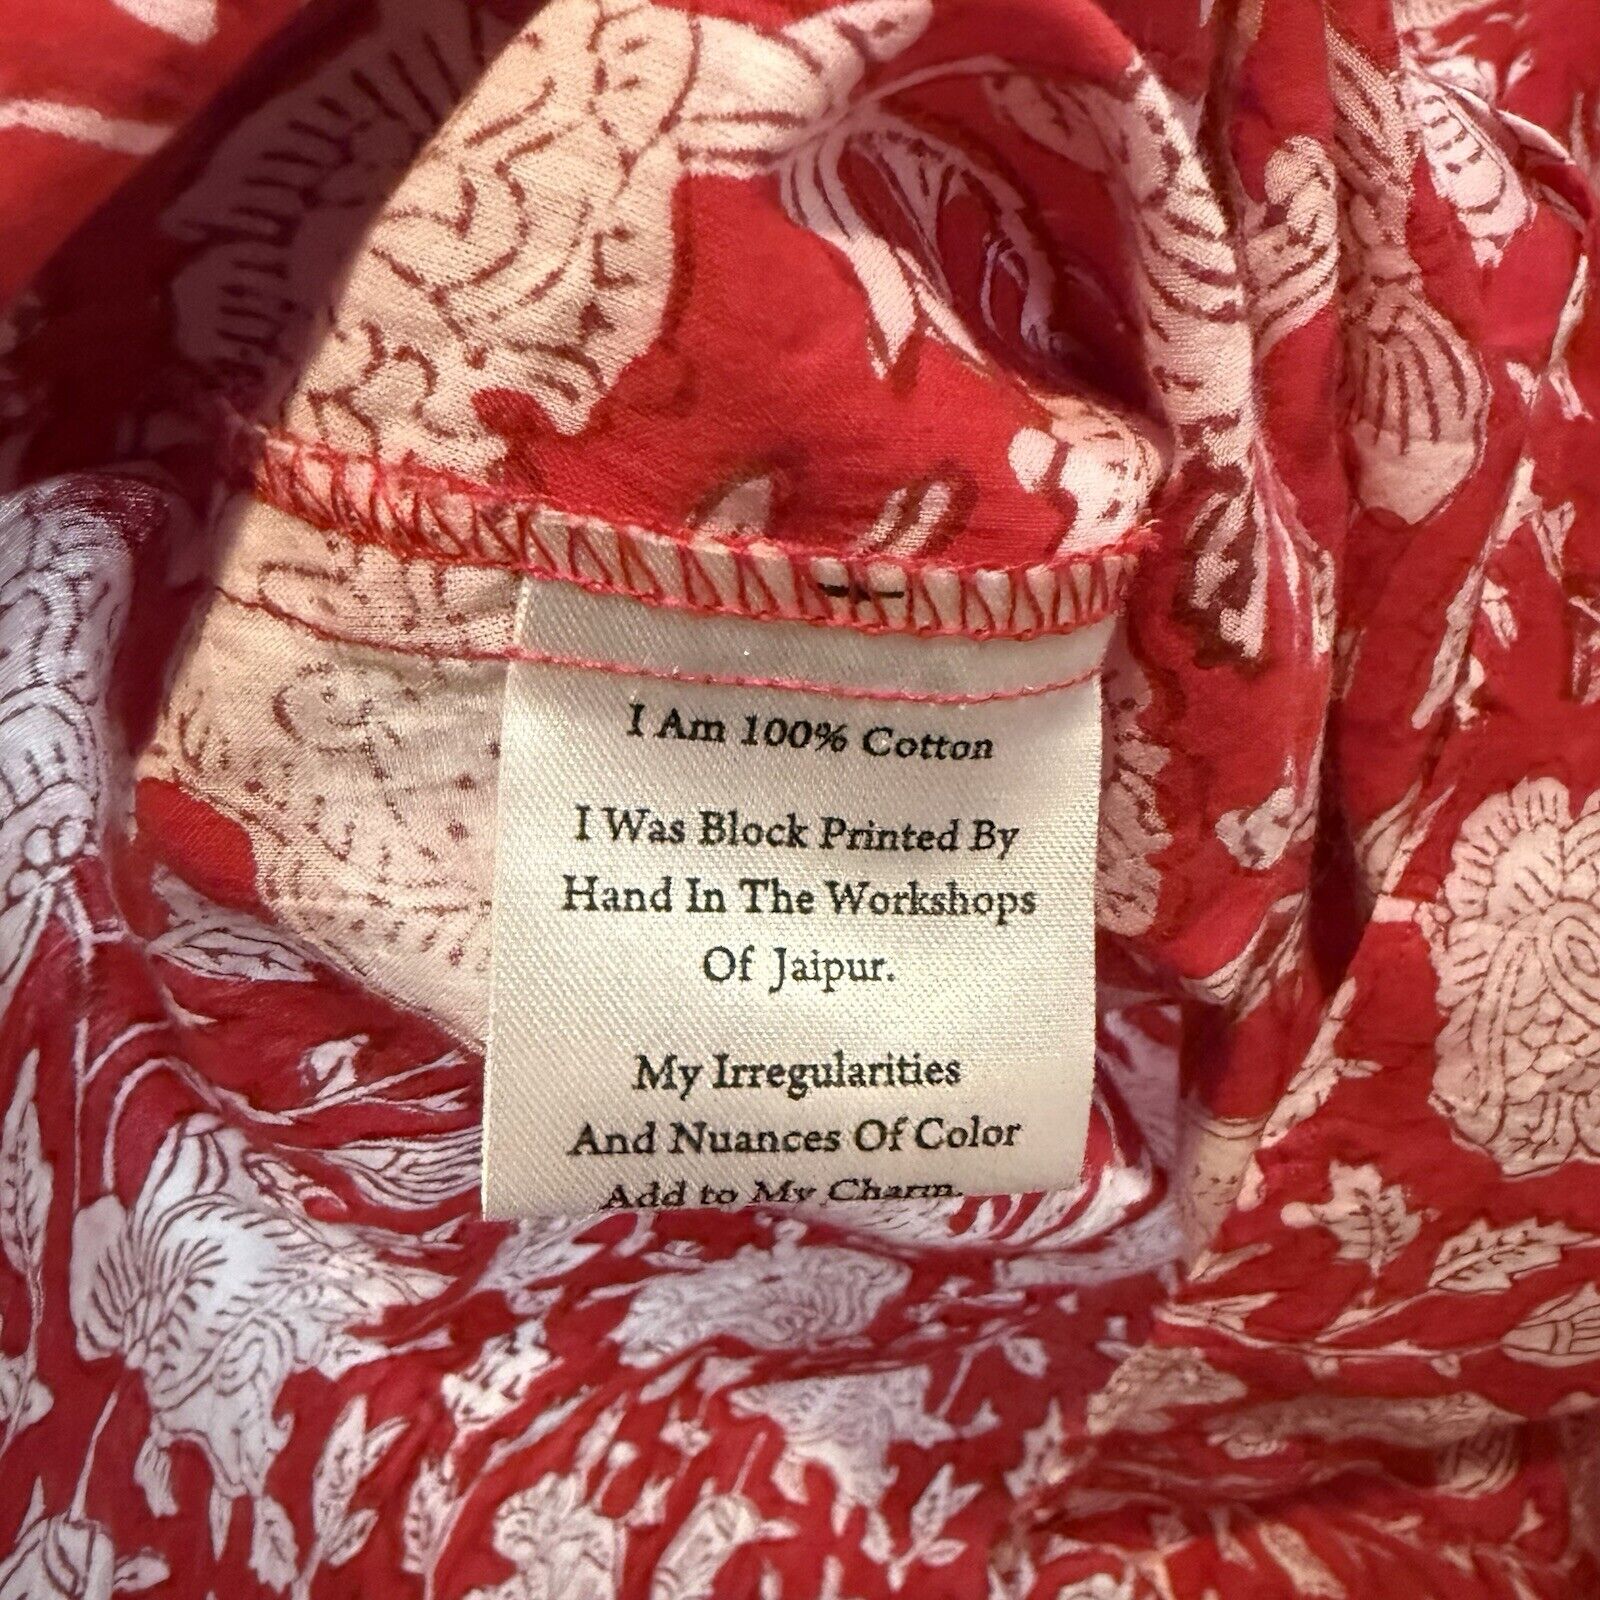 I Am 100% Cotton
I Was Block Printed By
Hand In The Workshops
Of Jaipur.
My Irregularities
And Nuances Of Color
Add to My Charm.